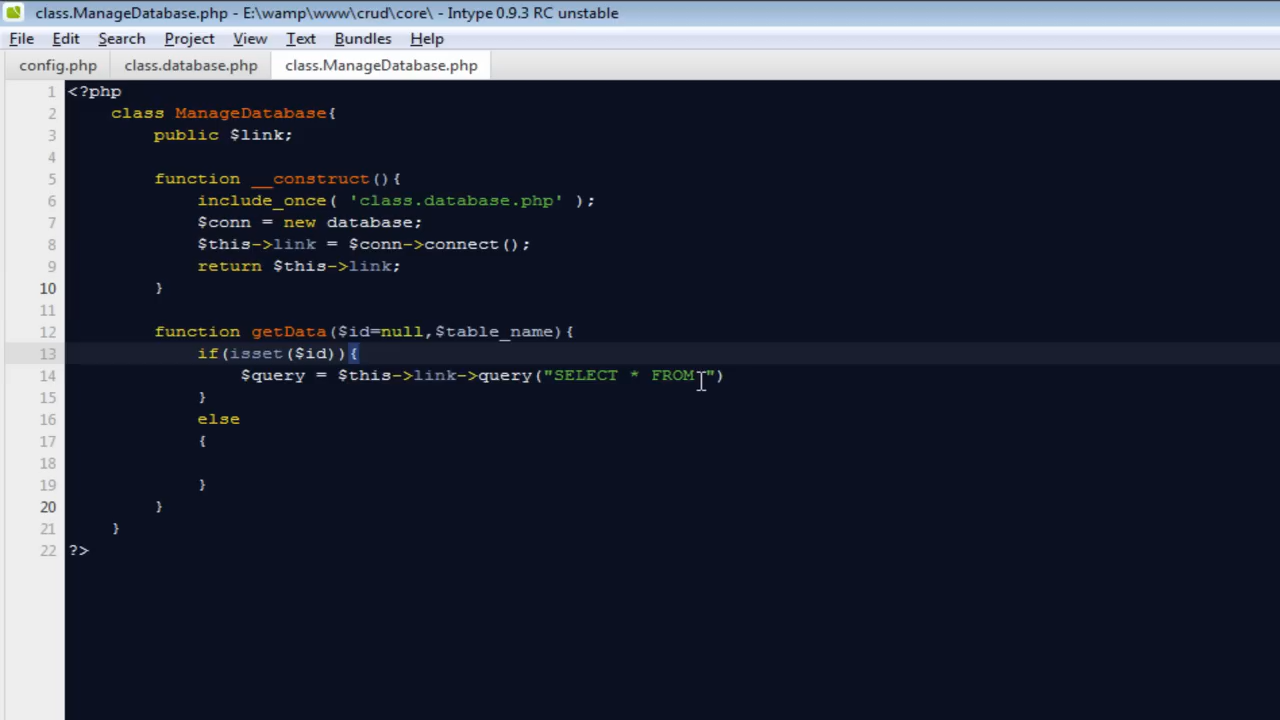 class.ManageDatabase.php - E:\wamp\www\crud\core\ - Intype 0.9.3 RC unstable
File Edit Search Project View Text Bundles Help
config.php class.database.php class.ManageDatabase.php
1 <?php
2 class ManageDatabase{
3 public $link;
4
5 function __construct(){
6 include_once( 'class.database.php' );
7 $conn = new database;
8 $this->link = $conn->connect();
9 return $this->link;
10 }
11
12 function getData($id=null,$table_name){
13 if(isset($id)){
14 $query = $this->link->query("SELECT * FROM ")
15 }
16 else
17 {
18
19 }
20 }
21 }
22 ?>